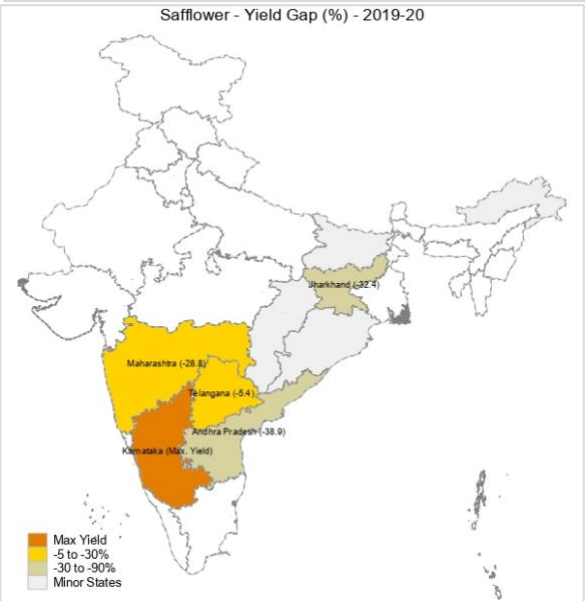 Safflower - Yield Gap (%) - 2019-20
Jharkhand (-32.4)
Maharashtra (-28.8)
Telangana (-5.4)
Andhra Pradesh (-38.9)
Karnataka (Max. Yield)
Max Yield
-5 to -30%
-30 to -90%
Minor States